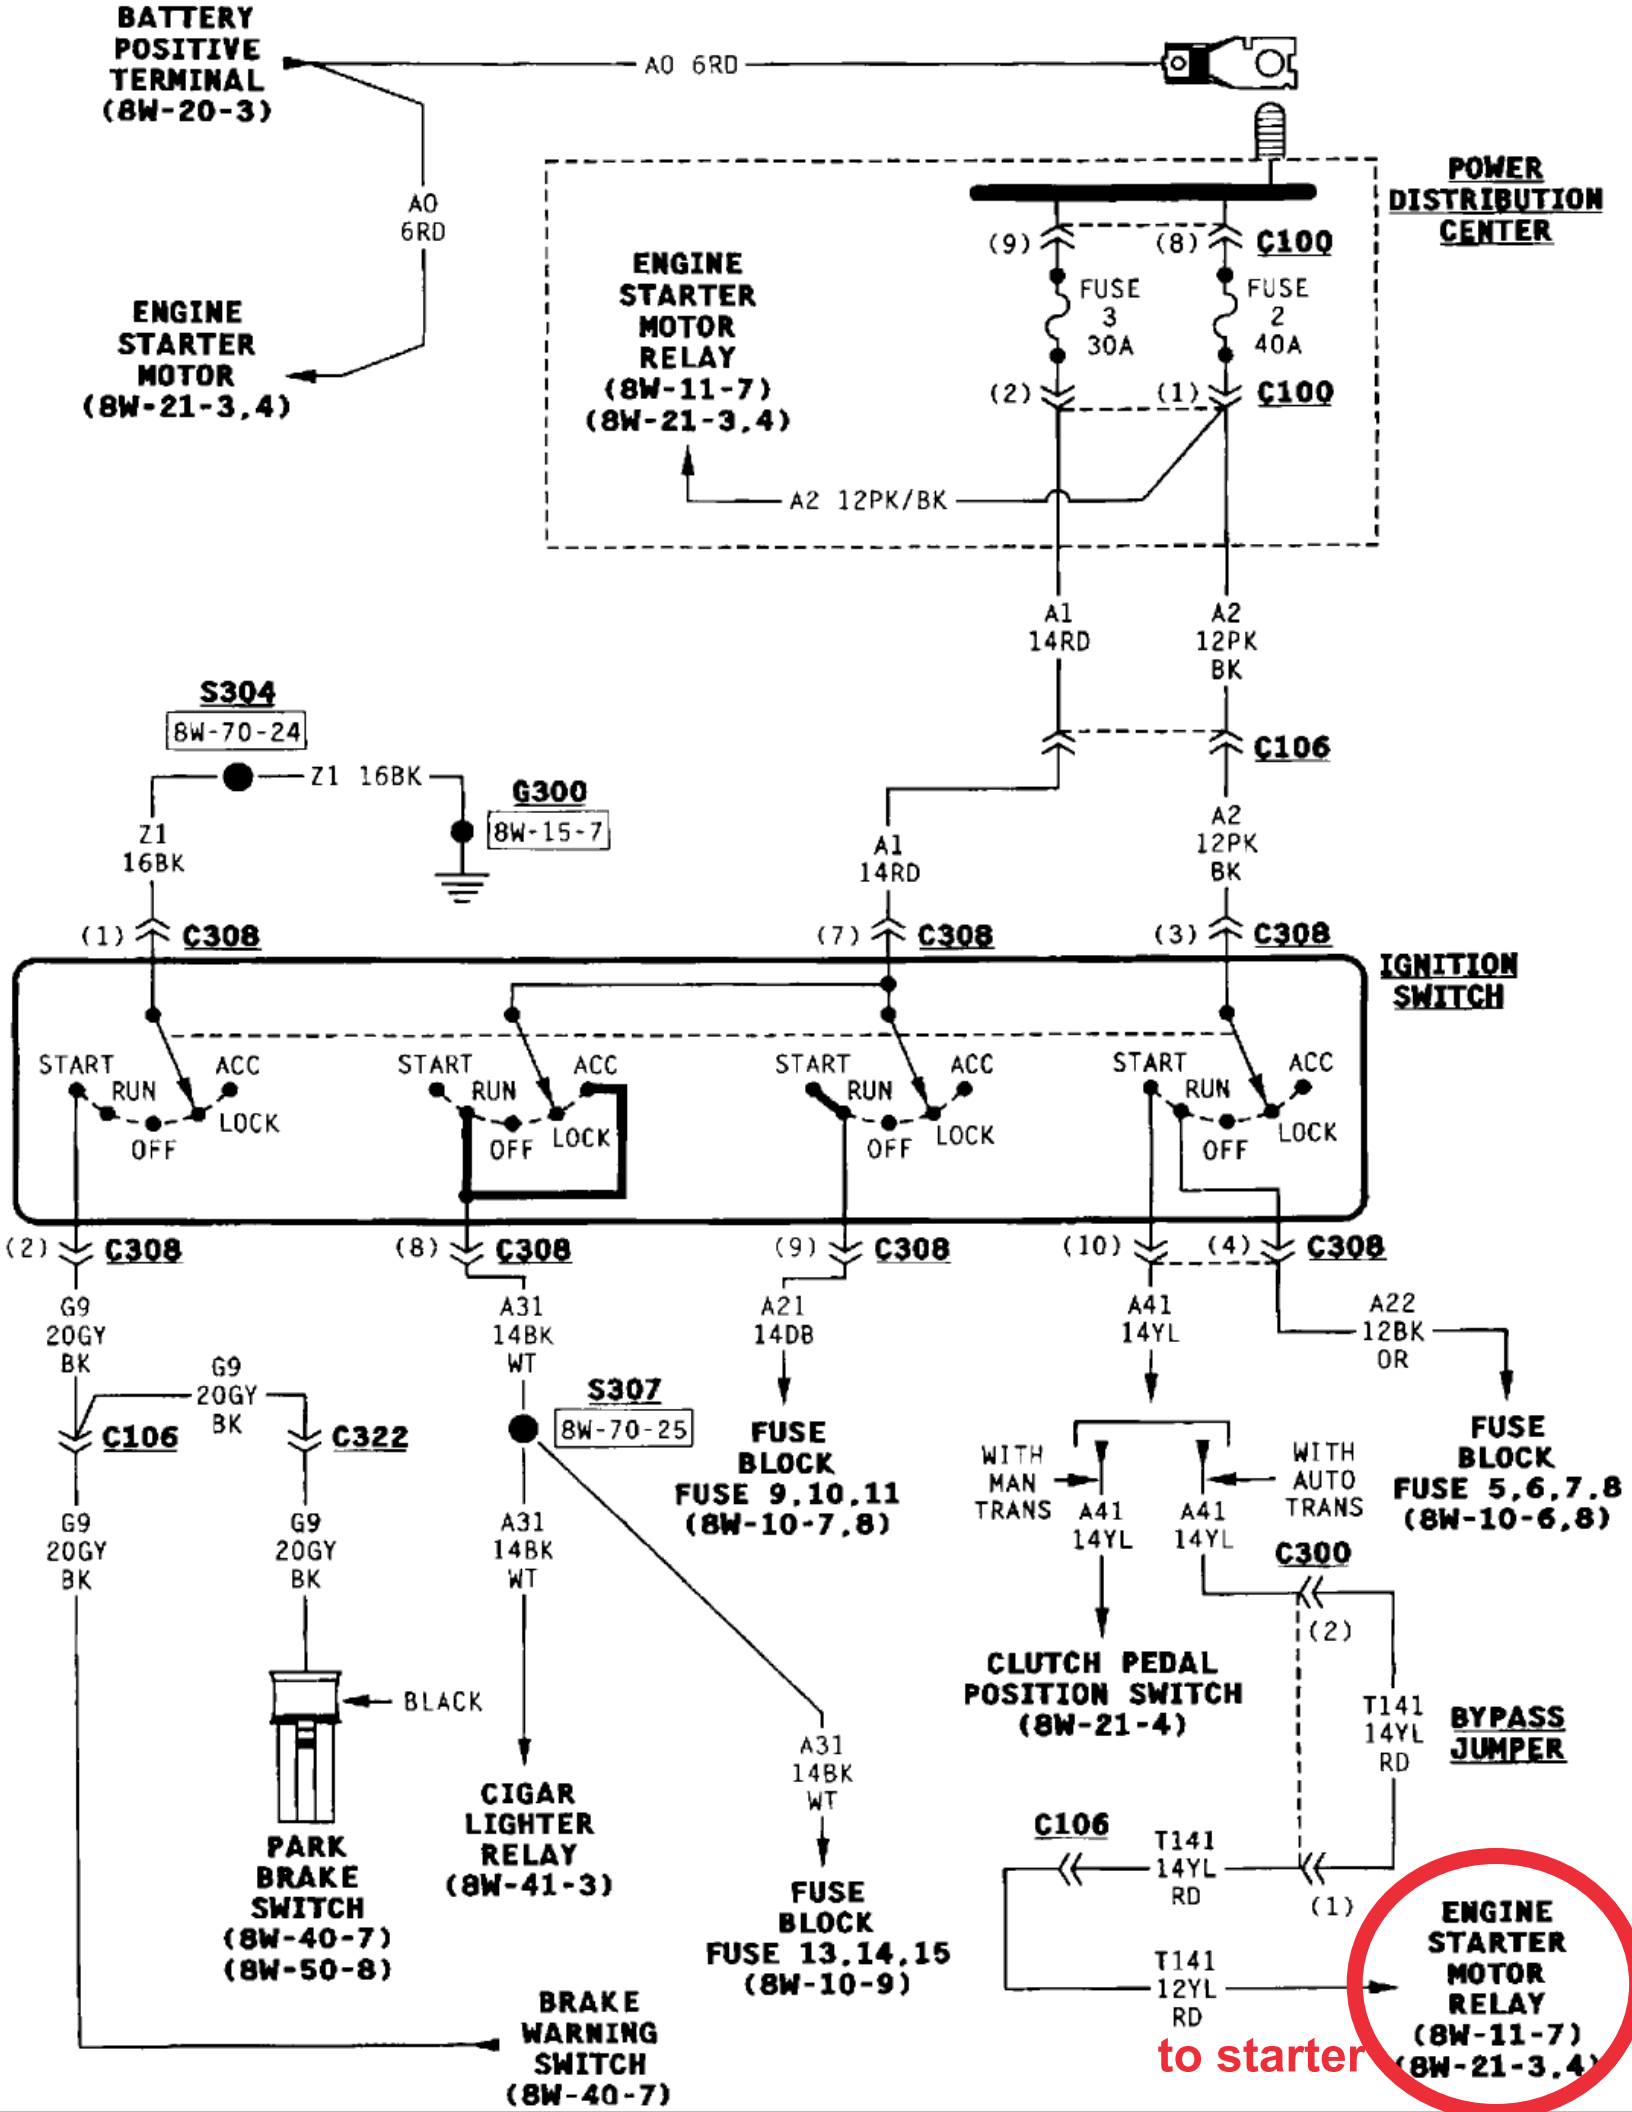 BATTERY
POSITIVE
TERMINAL
(8W-20-3)
A0 6RD
A0
6RD
ENGINE
STARTER
MOTOR
(8W-21-3,4)
POWER
DISTRIBUTION
CENTER
(9)
(8)
C100
ENGINE
STARTER
MOTOR
RELAY
(8W-11-7)
(8W-21-3,4)
FUSE
3
30A
FUSE
2
40A
(2)
(1)
C100
A2 12PK/BK
A1
14RD
A2
12PK
BK
C106
S304
8W-70-24
Z1 16BK
G300
8W-15-7
Z1
16BK
A1
14RD
A2
12PK
BK
(1)
C308
(7)
C308
(3)
C308
IGNITION
SWITCH
START
RUN
OFF
LOCK
ACC
START
RUN
OFF
LOCK
ACC
START
RUN
OFF
LOCK
ACC
START
RUN
OFF
LOCK
ACC
(2)
C308
(8)
C308
(9)
C308
(10)
(4)
C308
G9
20GY
BK
A31
14BK
WT
A21
14DB
A41
14YL
A22
12BK
OR
G9
20GY
BK
C106
C322
S307
8W-70-25
FUSE
BLOCK
FUSE 9,10,11
(8W-10-7,8)
WITH
MAN
TRANS
WITH
AUTO
TRANS
FUSE
BLOCK
FUSE 5,6,7,8
(8W-10-6,8)
G9
20GY
BK
G9
20GY
BK
A31
14BK
WT
A41
14YL
A41
14YL
C300
(2)
BLACK
CLUTCH PEDAL
POSITION SWITCH
(8W-21-4)
T141
14YL
RD
BYPASS
JUMPER
A31
14BK
WT
CIGAR
LIGHTER
RELAY
(8W-41-3)
PARK
BRAKE
SWITCH
(8W-40-7)
(8W-50-8)
C106
T141
14YL
RD
(1)
FUSE
BLOCK
FUSE 13,14,15
(8W-10-9)
T141
12YL
RD
ENGINE
STARTER
MOTOR
RELAY
(8W-11-7)
(8W-21-3,4)
to starter
BRAKE
WARNING
SWITCH
(8W-40-7)